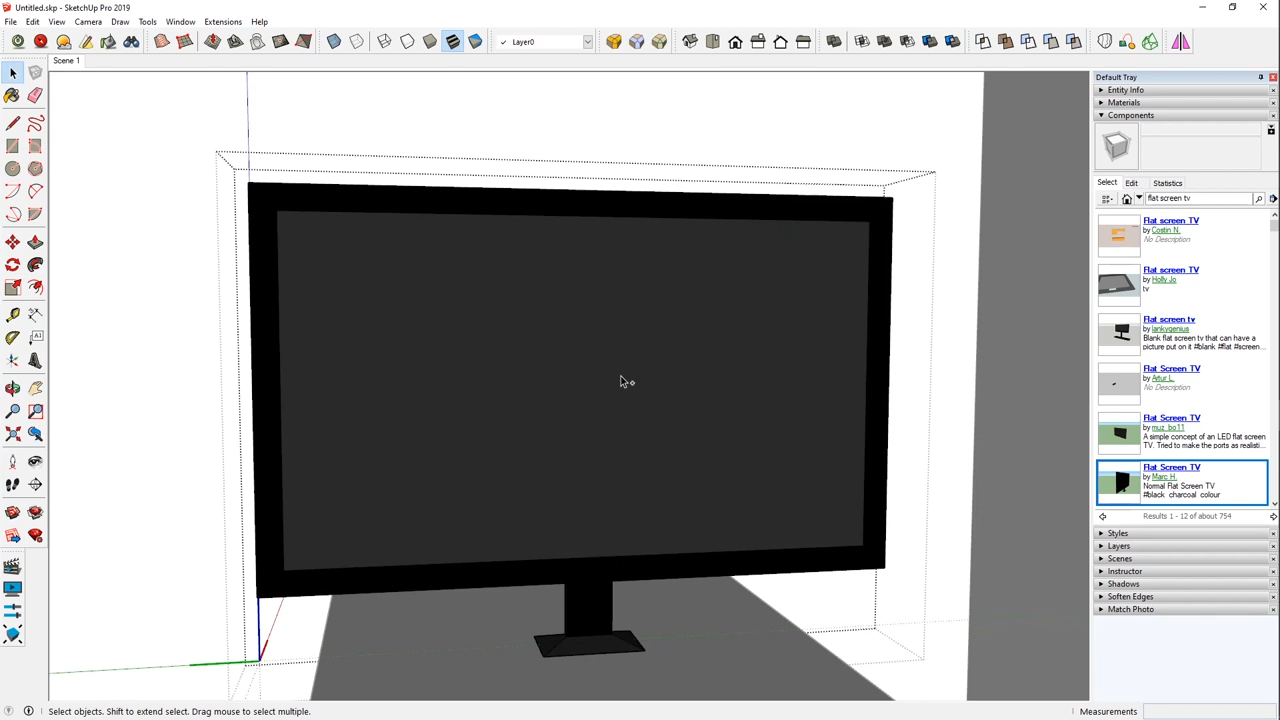 Untitled.skp - SketchUp Pro 2019
File Edit View Camera Draw Tools Window Extensions Help
Layer0
Scene 1
Default Tray
Entity Info
Materials
Components
Select Edit Statistics
flat screen tv
Flat screen TV
by Costin N.
No Description
Flat screen TV
by Holly Jo
tv
Flat screen tv
by lankygenius
Blank flat screen tv that can have a
picture put on it #blank #flat #screen...
Flat Screen TV
by Artur L.
No Description
Flat Screen TV
by muz_bo11
A simple concept of an LED flat screen
TV. Tried to make the ports as realisti...
Flat Screen TV
by Marc H.
Normal Flat Screen TV
#black charcoal colour
Results 1 - 12 of about 754
Styles
Layers
Scenes
Instructor
Shadows
Soften Edges
Match Photo
Select objects. Shift to extend select. Drag mouse to select multiple.
Measurements